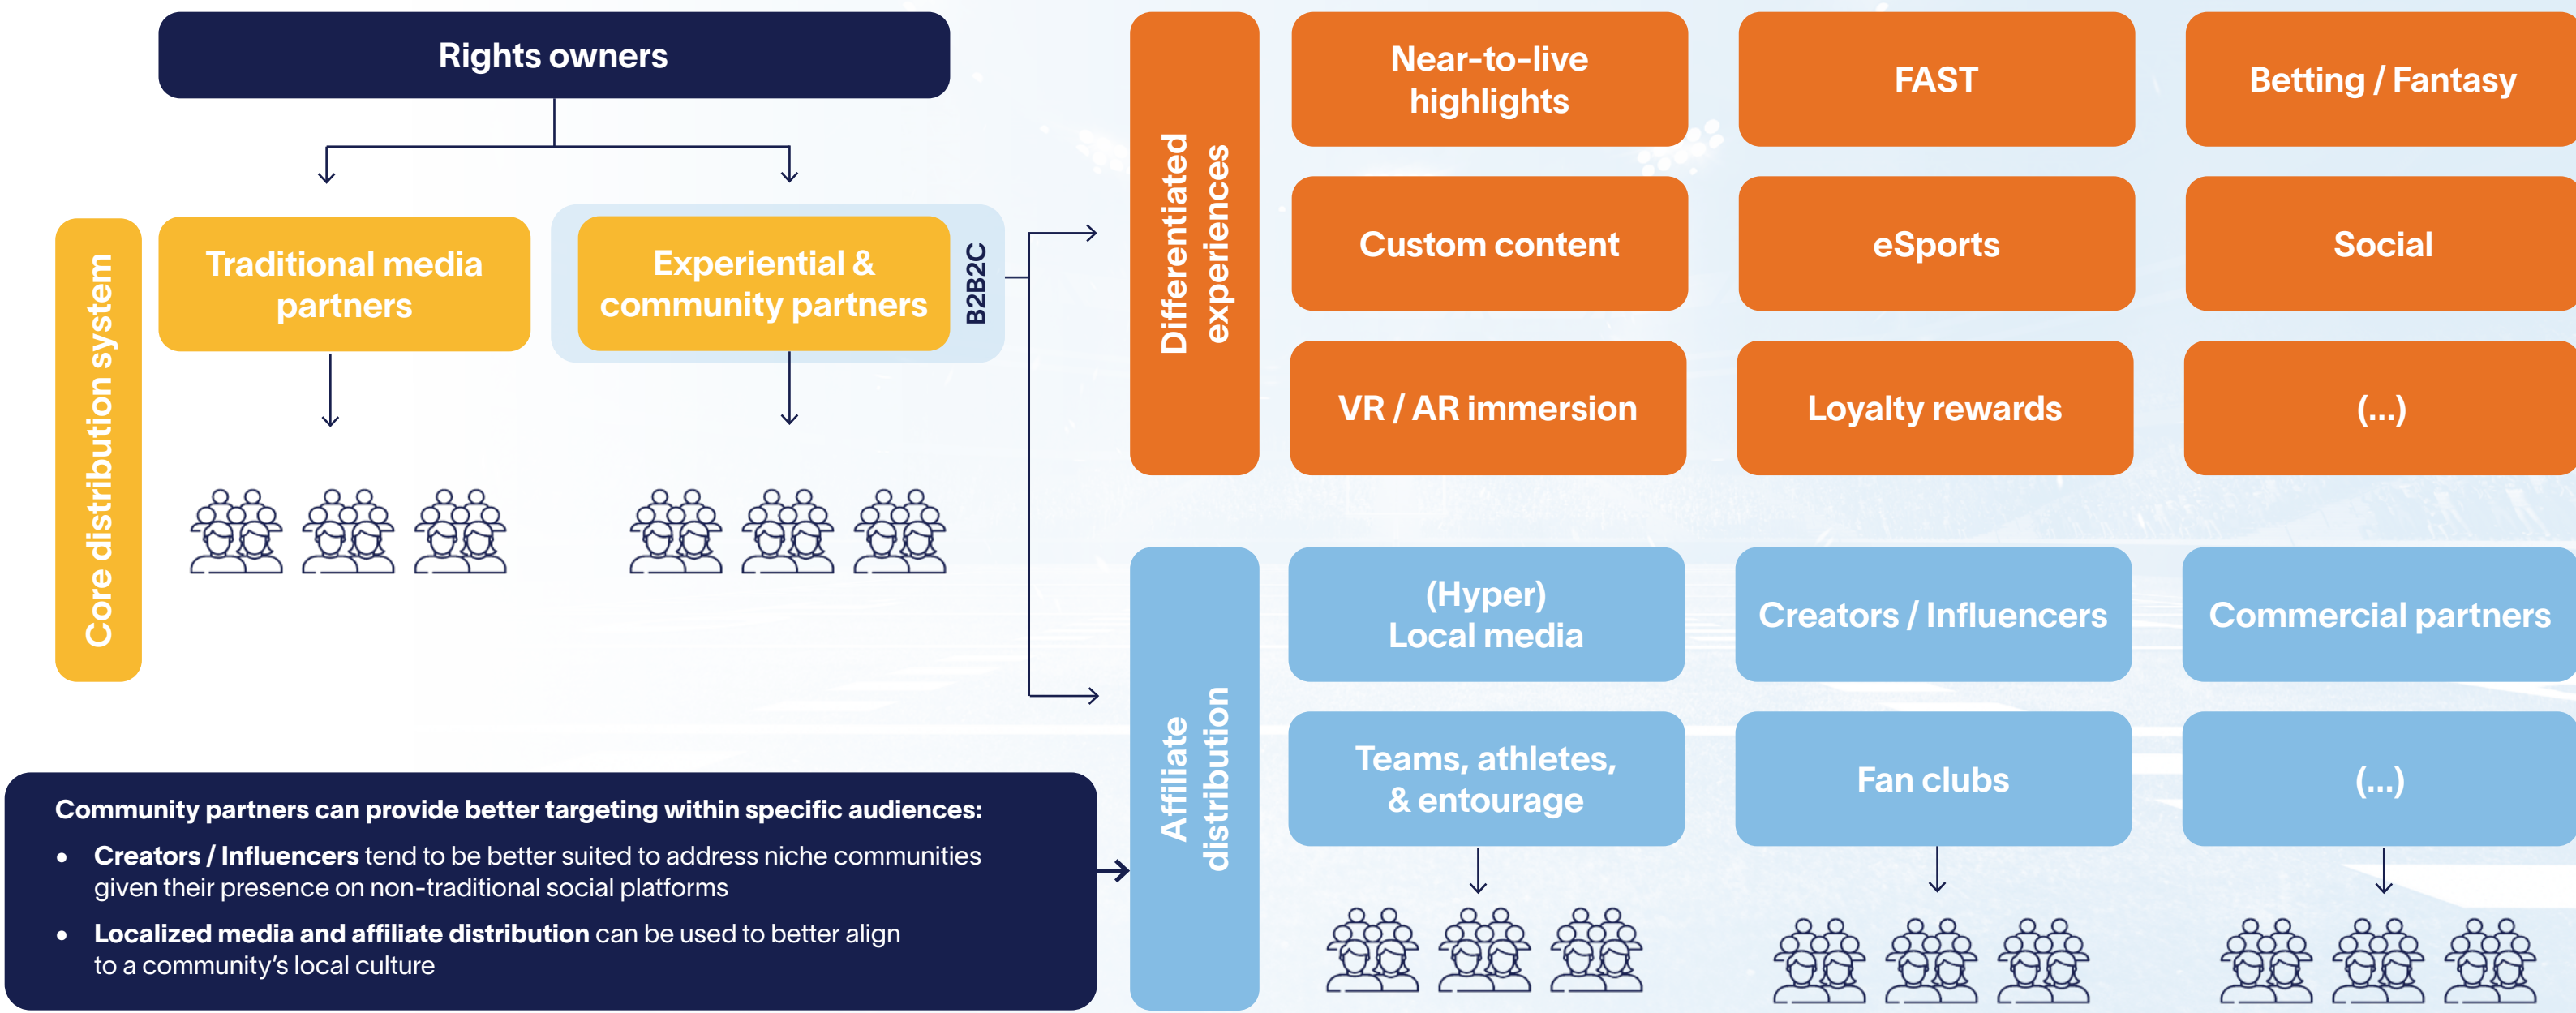 Rights owners
Core distribution system
Traditional media
partners
Experiential &
community partners
B2B2C
Differentiated
experiences
Near-to-live
highlights
FAST
Betting / Fantasy
Custom content
eSports
Social
VR / AR immersion
Loyalty rewards
(...)
Affiliate
distribution
(Hyper)
Local media
Creators / Influencers
Commercial partners
Teams, athletes,
& entourage
Fan clubs
(...)
Community partners can provide better targeting within specific audiences:
• Creators / Influencers tend to be better suited to address niche communities
given their presence on non-traditional social platforms
• Localized media and affiliate distribution can be used to better align
to a community's local culture